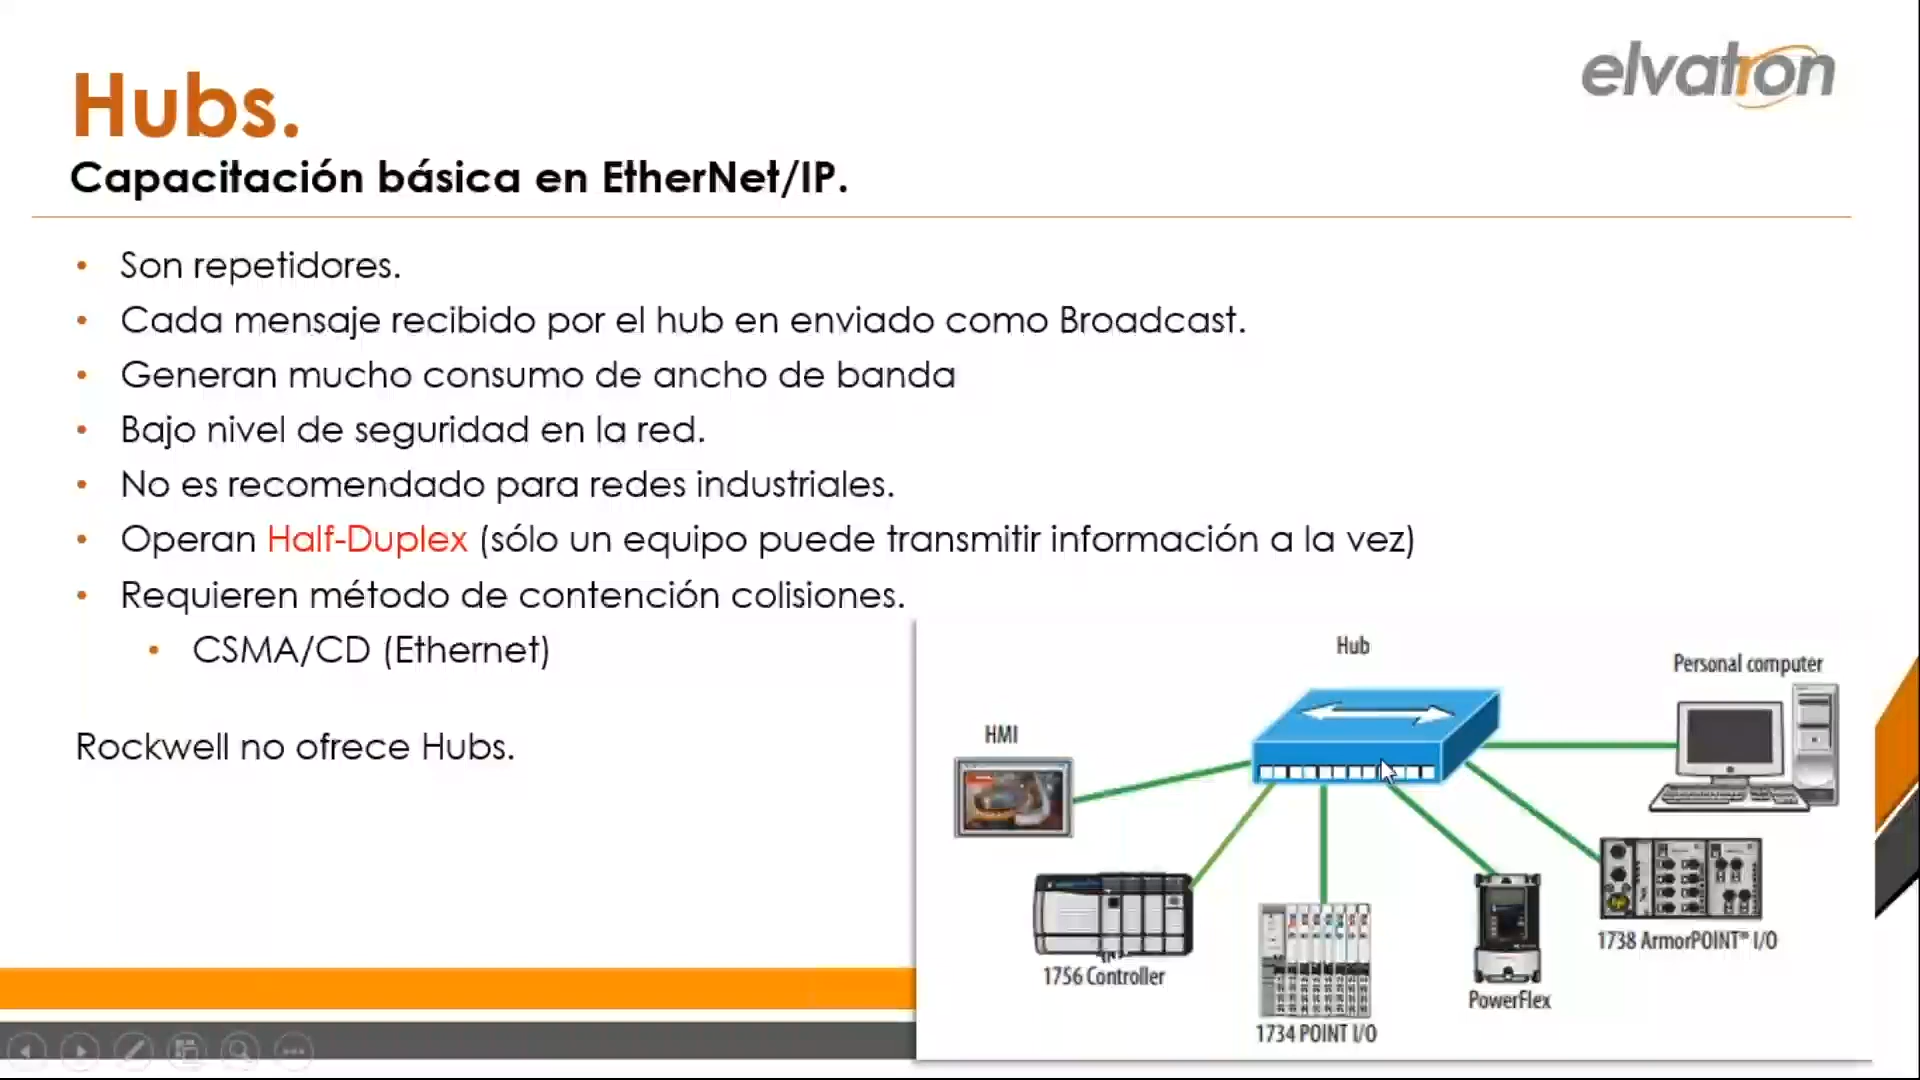 elvatron
Hubs.
Capacitación básica en EtherNet/IP.
• Son repetidores.
• Cada mensaje recibido por el hub en enviado como Broadcast.
• Generan mucho consumo de ancho de banda
• Bajo nivel de seguridad en la red.
• No es recomendado para redes industriales.
• Operan Half-Duplex (sólo un equipo puede transmitir información a la vez)
• Requieren método de contención colisiones.
• CSMA/CD (Ethernet)
Rockwell no ofrece Hubs.
Hub
Personal computer
HMI
1738 ArmorPOINT™ I/O
1756 Controller
PowerFlex
1734 POINT I/O